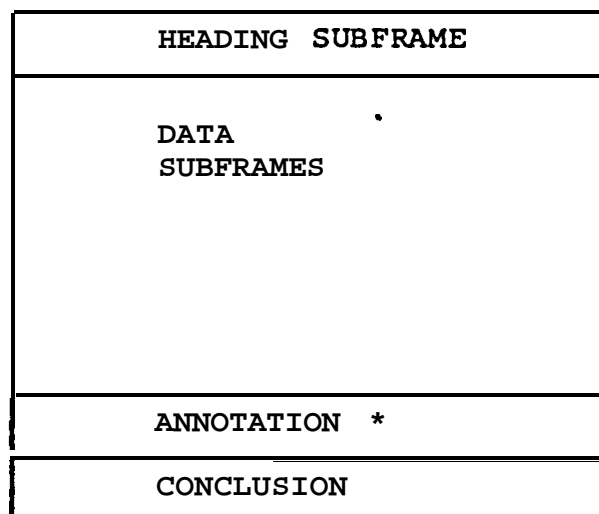 HEADING SUBFRAME
DATA
SUBFRAMES
ANNOTATION *
CONCLUSION